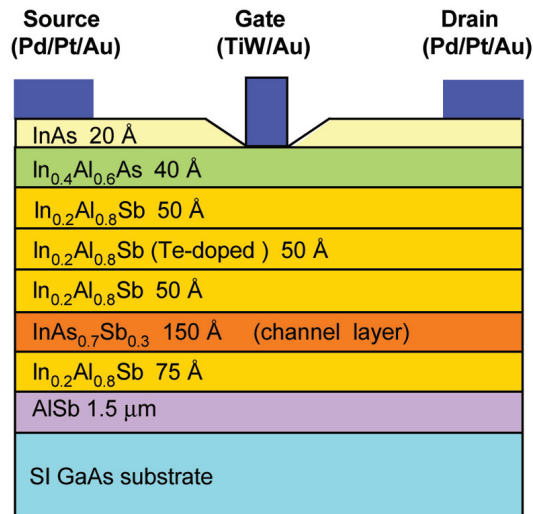 Source Gate Drain
(Pd/Pt/Au) (TiW/Au) (Pd/Pt/Au)
InAs 20 Å
In₀.₄Al₀.₆As 40 Å
In₀.₂Al₀.₈Sb 50 Å
In₀.₂Al₀.₈Sb (Te-doped ) 50 Å
In₀.₂Al₀.₈Sb 50 Å
InAs₀.₇Sb₀.₃ 150 Å (channel layer)
In₀.₂Al₀.₈Sb 75 Å
AlSb 1.5 μm
SI GaAs substrate